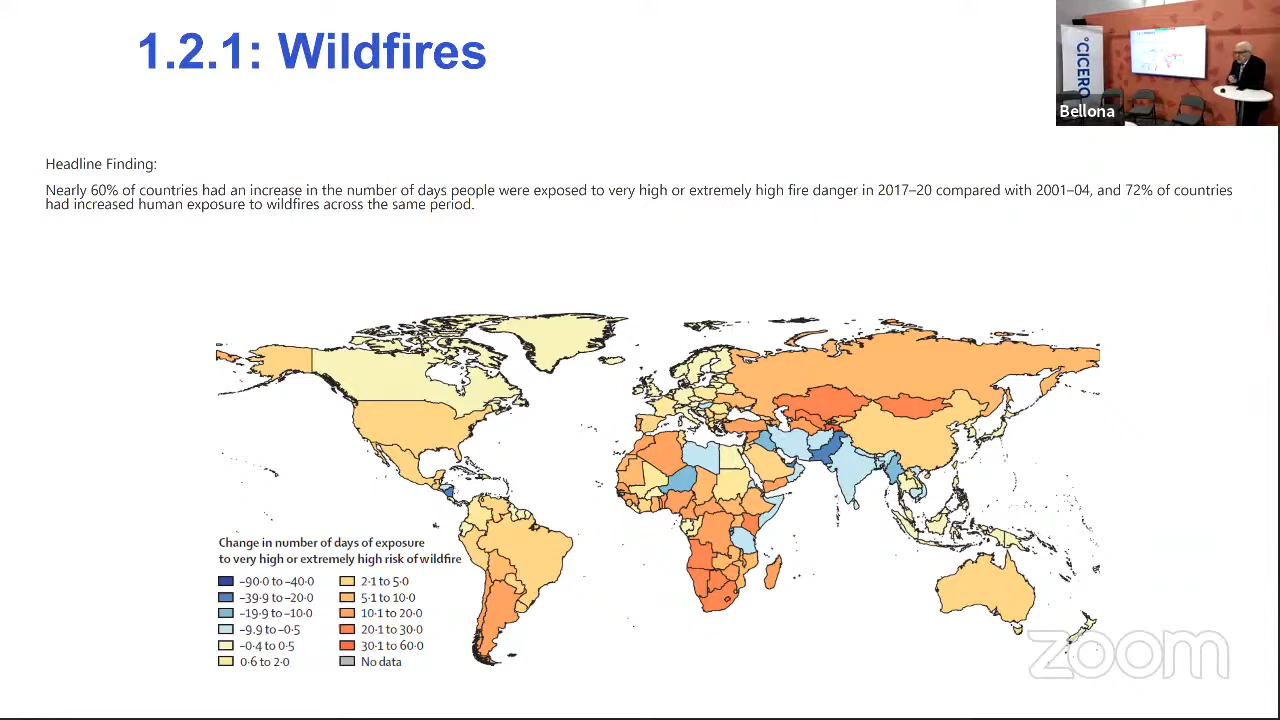 1.2.1: Wildfires
°CICERO
Bellona
Headline Finding:
Nearly 60% of countries had an increase in the number of days people were exposed to very high or extremely high fire danger in 2017–20 compared with 2001–04, and 72% of countries
had increased human exposure to wildfires across the same period.
Change in number of days of exposure
to very high or extremely high risk of wildfire
–90·0 to –40·0
–39·9 to –20·0
–19·9 to –10·0
–9·9 to –0·5
–0·4 to 0·5
0·6 to 2·0
2·1 to 5·0
5·1 to 10·0
10·1 to 20·0
20·1 to 30·0
30·1 to 60·0
No data
zoom